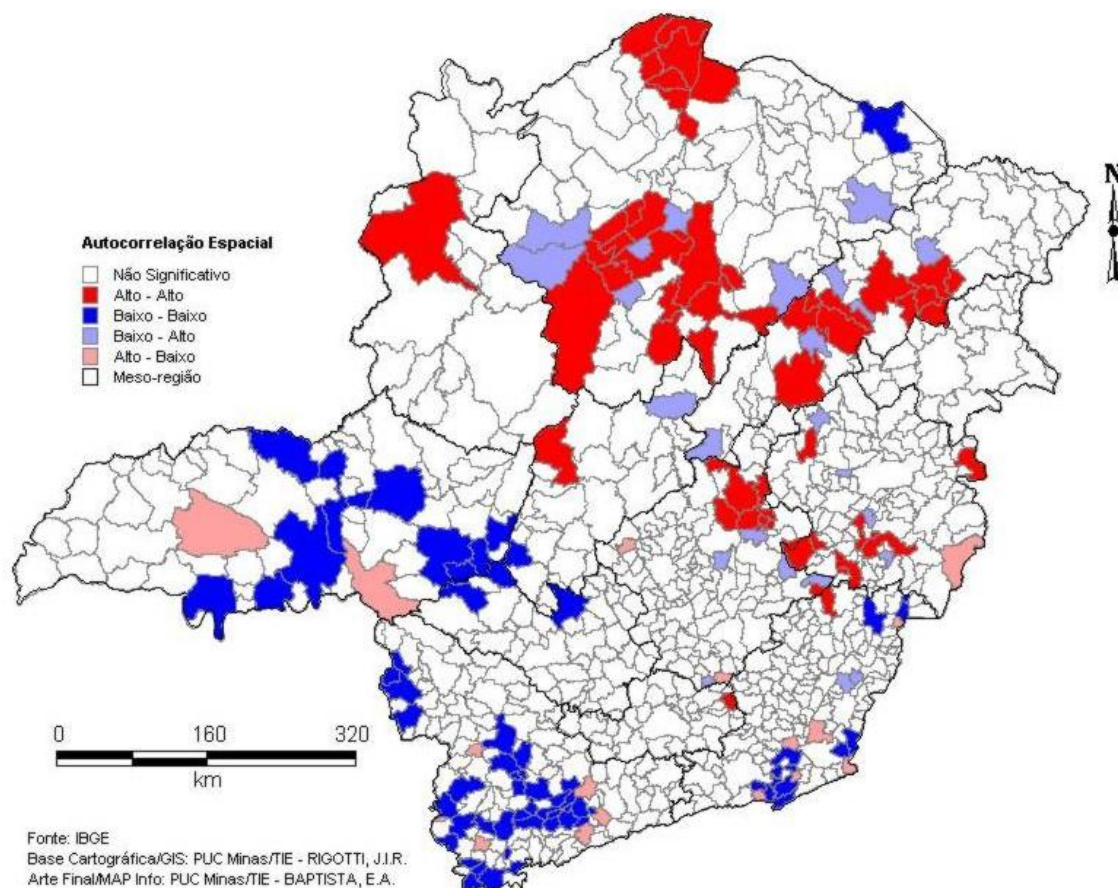 N
Autocorrelação Espacial
Não Significativo
Alto - Alto
Baixo - Baixo
Baixo - Alto
Alto - Baixo
Meso-região
0 160 320
km
Fonte: IBGE
Base Cartográfica/GIS: PUC Minas/TIE - RIGOTTI, J.I.R.
Arte Final/MAP Info: PUC Minas/TIE - BAPTISTA, E.A.